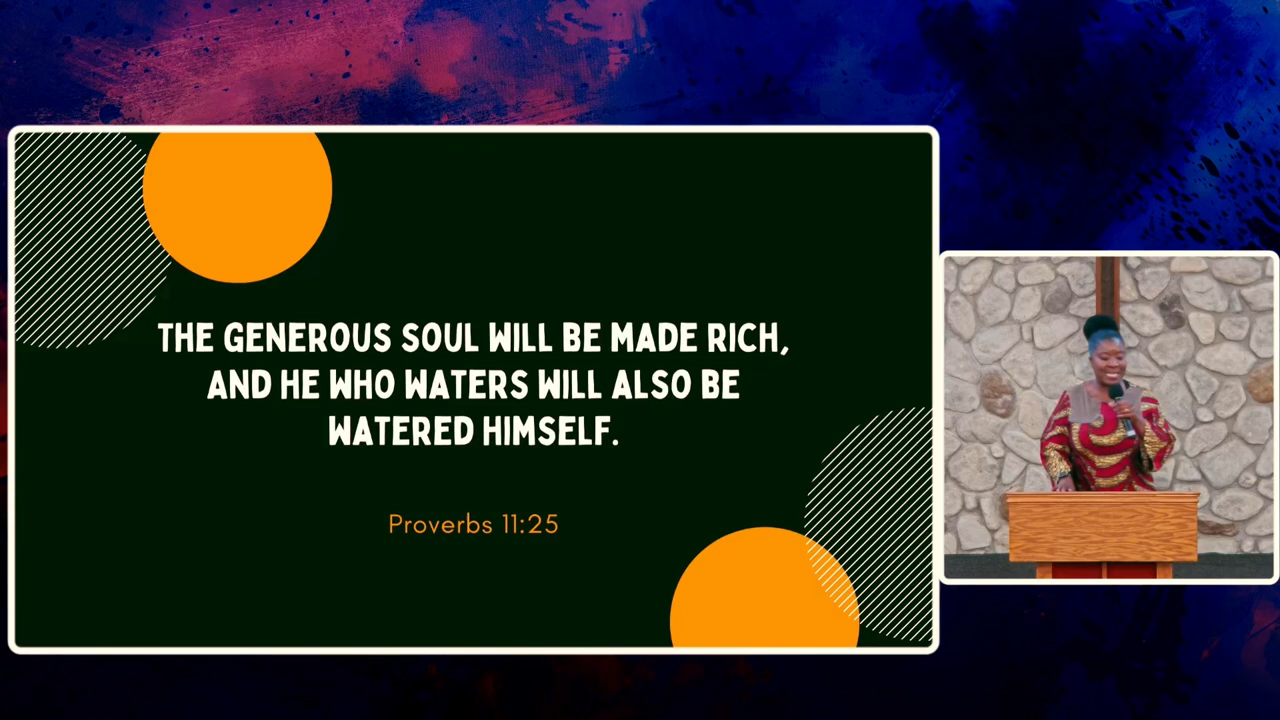 THE GENEROUS SOUL WILL BE MADE RICH,
AND HE WHO WATERS WILL ALSO BE
WATERED HIMSELF.
Proverbs 11:25